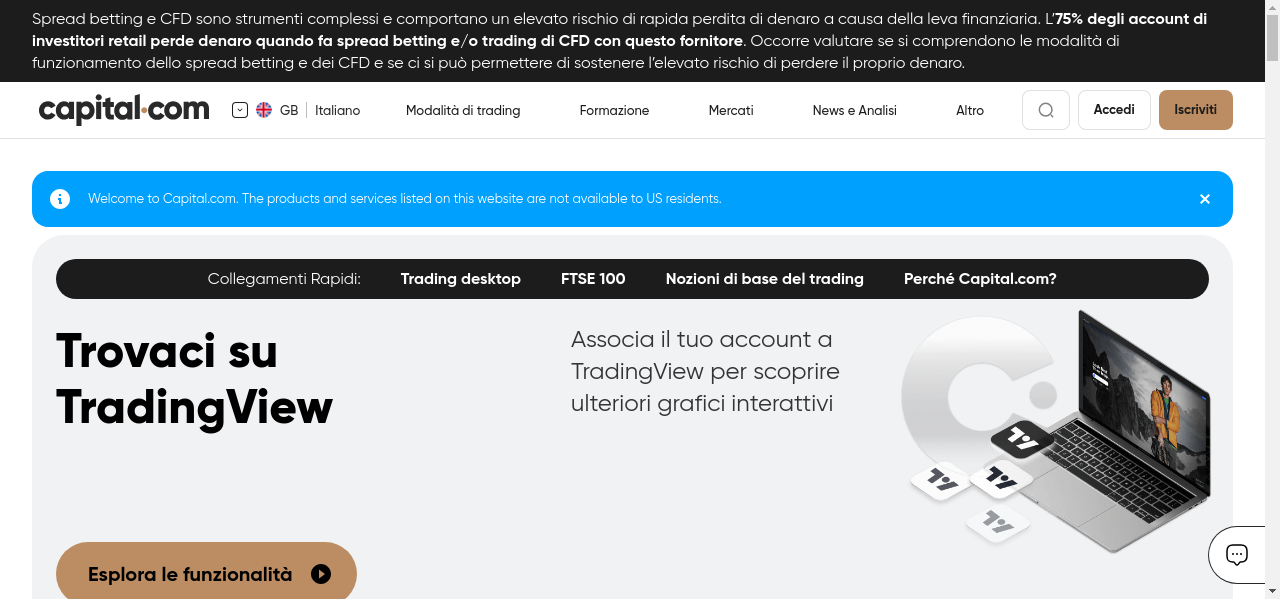 Spread betting e CFD sono strumenti complessi e comportano un elevato rischio di rapida perdita di denaro a causa della leva finanziaria. L’75% degli account di
investitori retail perde denaro quando fa spread betting e/o trading di CFD con questo fornitore. Occorre valutare se si comprendono le modalità di
funzionamento dello spread betting e dei CFD e se ci si può permettere di sostenere l’elevato rischio di perdere il proprio denaro.
capital.com GB Italiano Modalità di trading Formazione Mercati News e Analisi Altro Accedi Iscriviti
Welcome to Capital.com. The products and services listed on this website are not available to US residents.
Collegamenti Rapidi: Trading desktop FTSE 100 Nozioni di base del trading Perché Capital.com?
Trovaci su
TradingView
Associa il tuo account a
TradingView per scoprire
ulteriori grafici interattivi
Esplora le funzionalità